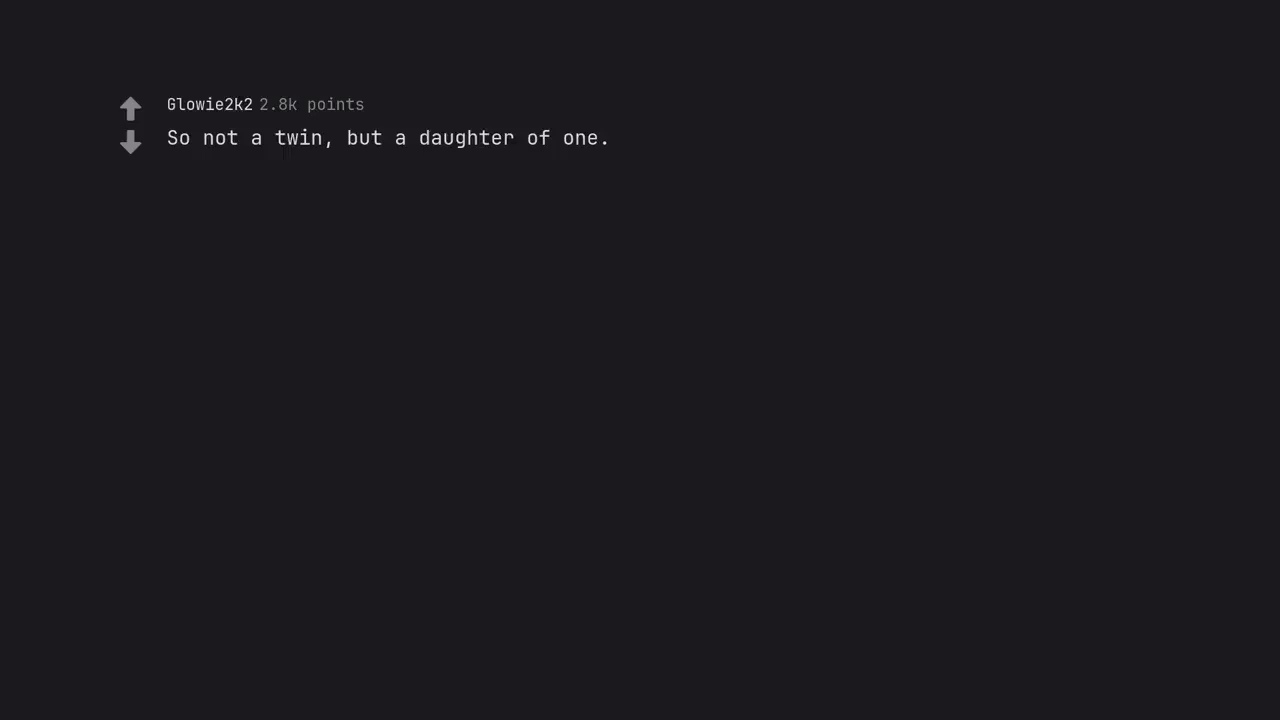 Glowie2k2 2.8k points
So not a twin, but a daughter of one.